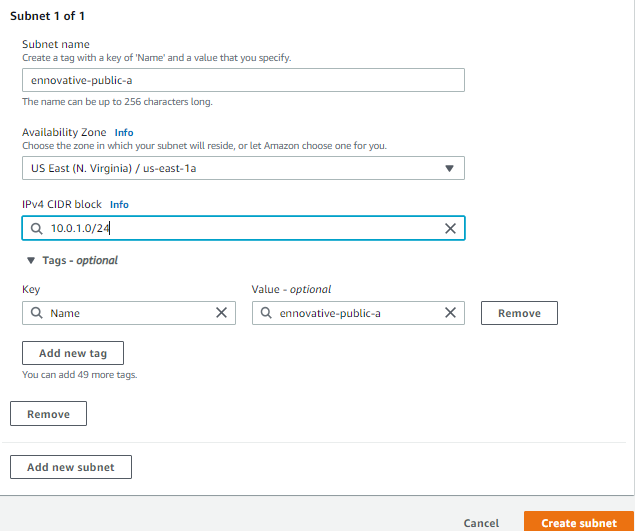 Subnet 1 of 1
Subnet name
Create a tag with a key of 'Name' and a value that you specify.
ennovative-public-a
The name can be up to 256 characters long.
Availability Zone Info
Choose the zone in which your subnet will reside, or let Amazon choose one for you.
US East (N. Virginia) / us-east-1a
IPv4 CIDR block Info
10.0.1.0/24
Tags - optional
Key Value - optional
Name ennovative-public-a Remove
Add new tag
You can add 49 more tags.
Remove
Add new subnet
Cancel Create subnet